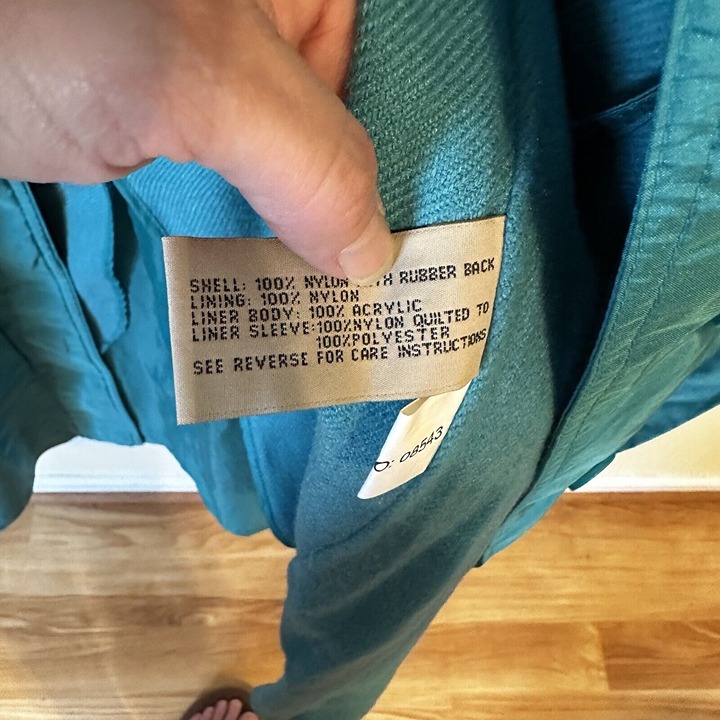 SHELL: 100% NYLON WITH RUBBER BACK
LINING: 100% NYLON
LINER BODY: 100% ACRYLIC
LINER SLEEVE:100%NYLON QUILTED TO
100%POLYESTER
SEE REVERSE FOR CARE INSTRUCTIONS
D: 08543